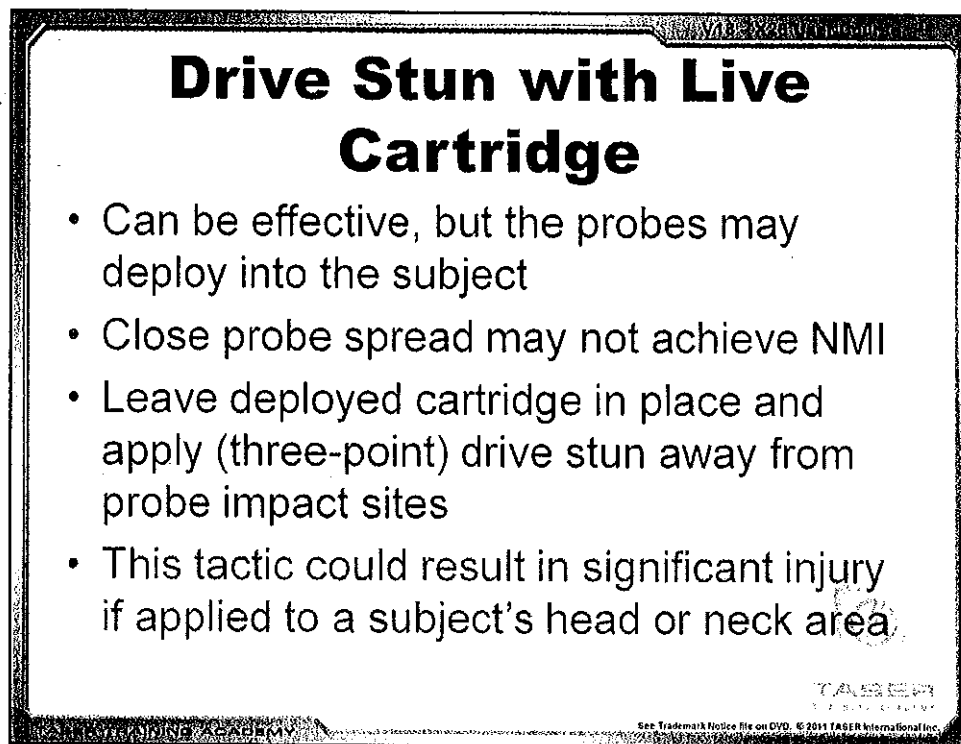 Drive Stun with Live
Cartridge
• Can be effective, but the probes may
deploy into the subject
• Close probe spread may not achieve NMI
• Leave deployed cartridge in place and
apply (three-point) drive stun away from
probe impact sites
• This tactic could result in significant injury
if applied to a subject's head or neck area
TASER
TASER TRAINING ACADEMY
See Trademark Notice file on DVD. © 2011 TASER International Inc.